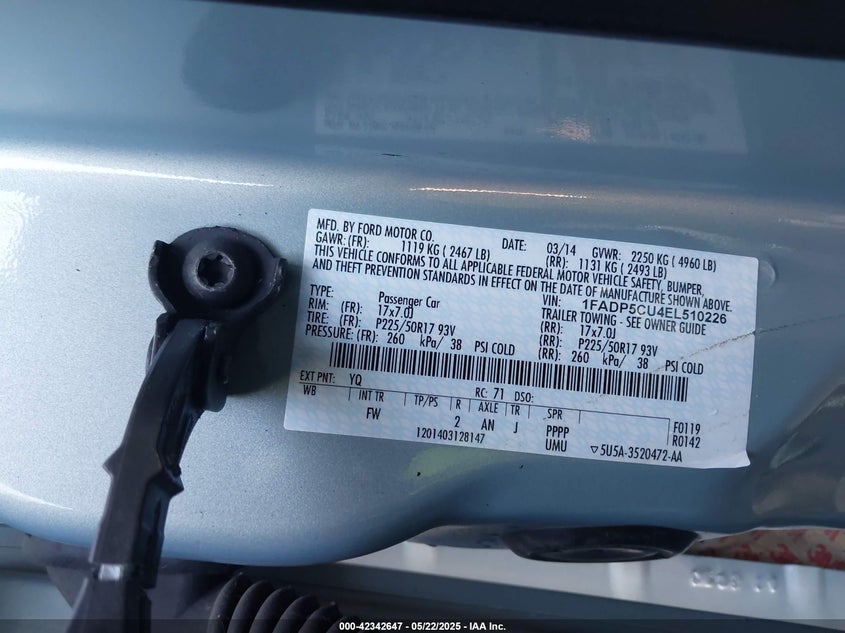 MFD. BY FORD MOTOR CO. DATE: 03/14 GVWR: 2250 KG ( 4960 LB)
GAWR: (FR): 1119 KG ( 2467 LB) (RR): 1131 KG ( 2493 LB)
THIS VEHICLE CONFORMS TO ALL APPLICABLE FEDERAL MOTOR VEHICLE SAFETY, BUMPER,
AND THEFT PREVENTION STANDARDS IN EFFECT ON THE DATE OF MANUFACTURE SHOWN ABOVE.
VIN: 1FADP5CU4EL510226
TYPE: Passenger Car TRAILER TOWING - SEE OWNER GUIDE
RIM: (FR): 17x7.0J (RR): 17x7.0J
TIRE: (FR): P225/50R17 93V (RR): P225/50R17 93V
PRESSURE: (FR): 260 kPa/ 38 PSI COLD (RR): 260 kPa/ 38 PSI COLD
EXT PNT: YQ RC: 71 DSO:
WB INT TR TP/PS R AXLE TR SPR F0119
FW 2 AN J PPPP R0142
1201403128147 UMU ▽5U5A-3520472-AA
000-42342647 - 05/22/2025 - IAA Inc.